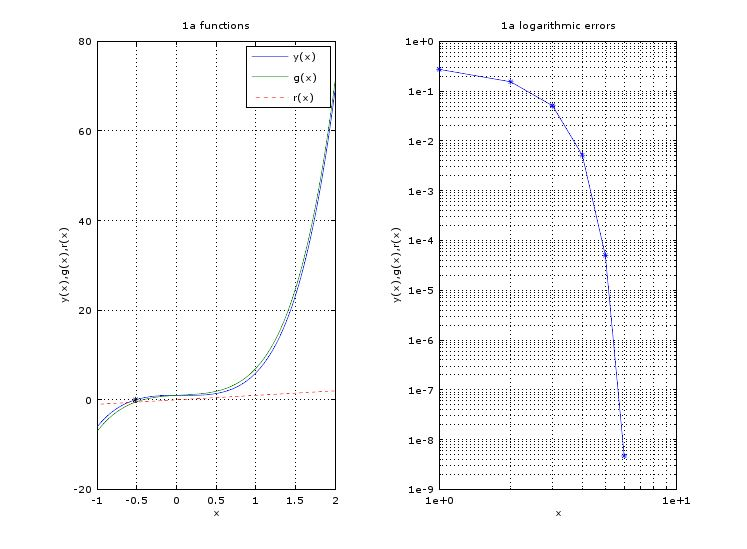 1a functions
80
60
40
20
0
-20
y(x),g(x),r(x)
y(x)
g(x)
r(x)
-1 -0.5 0 0.5 1 1.5 2
x
1a logarithmic errors
1e+0
1e-1
1e-2
1e-3
1e-4
1e-5
1e-6
1e-7
1e-8
1e-9
y(x),g(x),r(x)
1e+0 1e+1
x